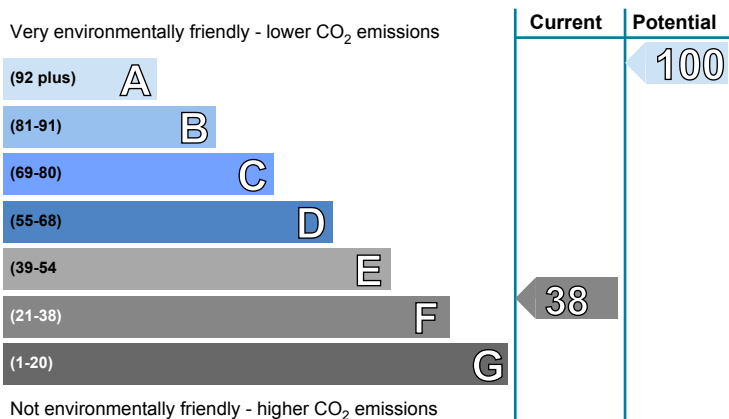 Current Potential
Very environmentally friendly - lower CO2 emissions
100
(92 plus) A
(81-91) B
(69-80) C
(55-68) D
(39-54 E
38
(21-38) F
(1-20) G
Not environmentally friendly - higher CO2 emissions